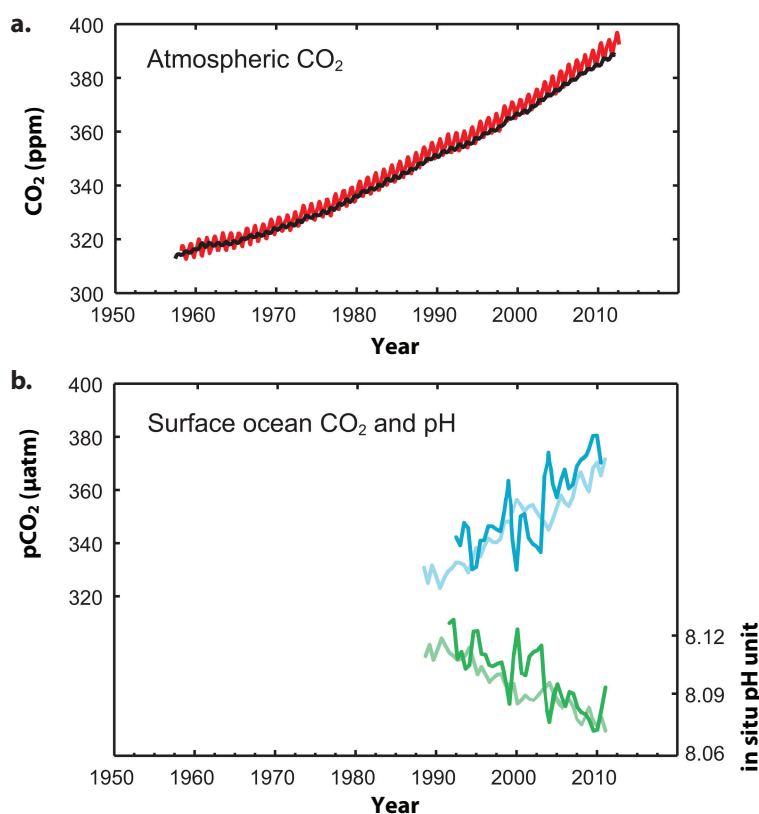 a.
Atmospheric CO₂
CO₂ (ppm)
400
380
360
340
320
300
1950 1960 1970 1980 1990 2000 2010
Year
b.
Surface ocean CO₂ and pH
pCO₂ (µatm)
400
380
360
340
320
8.12
8.09
8.06
in situ pH unit
1950 1960 1970 1980 1990 2000 2010
Year